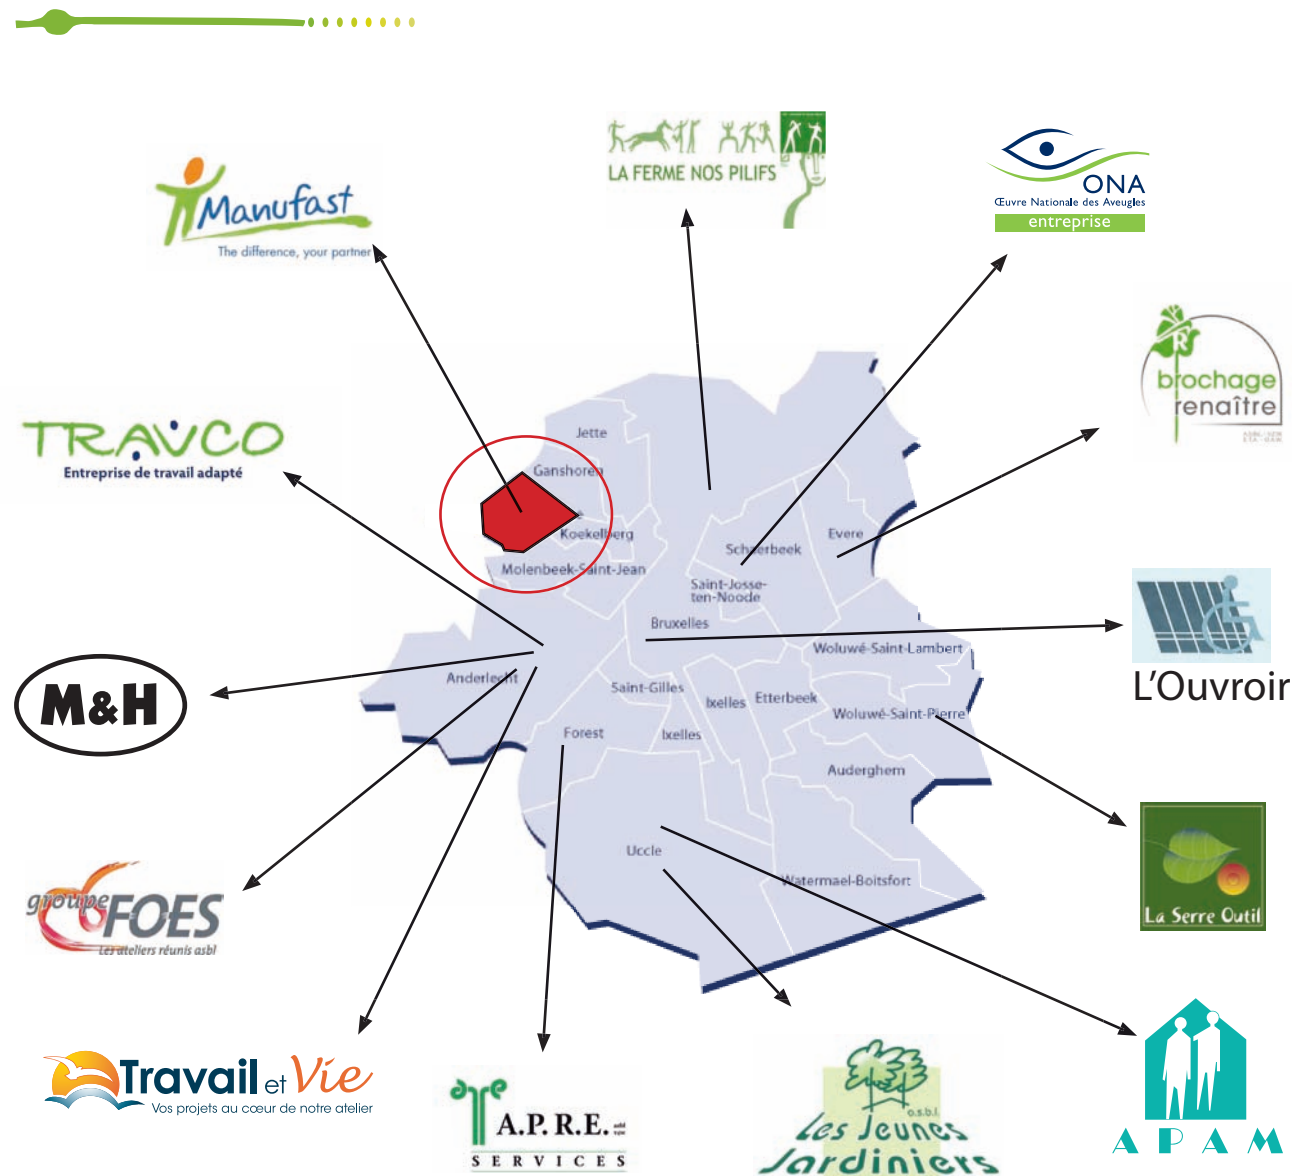 LA FERME NOS PILIFS
ONA
Œuvre Nationale des Aveugles
entreprise
Manufast
The difference, your partner
R
brochage
renaître
TRAVCO
Entreprise de travail adapté
Jette
Ganshoren
Koekelberg
Molenbeek-Saint-Jean
Schaerbeek
Evere
Saint-Josse-
ten-Noode
Bruxelles
Woluwé-Saint-Lambert
Anderlecht
Saint-Gilles
Ixelles
Etterbeek
Woluwé-Saint-Pierre
Forest
Ixelles
Auderghem
Uccle
Watermael-Boitsfort
L'Ouvroir
M&H
La Serre Outil
groupe FOES
Les ateliers réunis asbl
Travail et Vie
Vos projets au cœur de notre atelier
A.P.R.E.
SERVICES
o.s.b.l.
Les Jeunes
Jardiniers
APAM